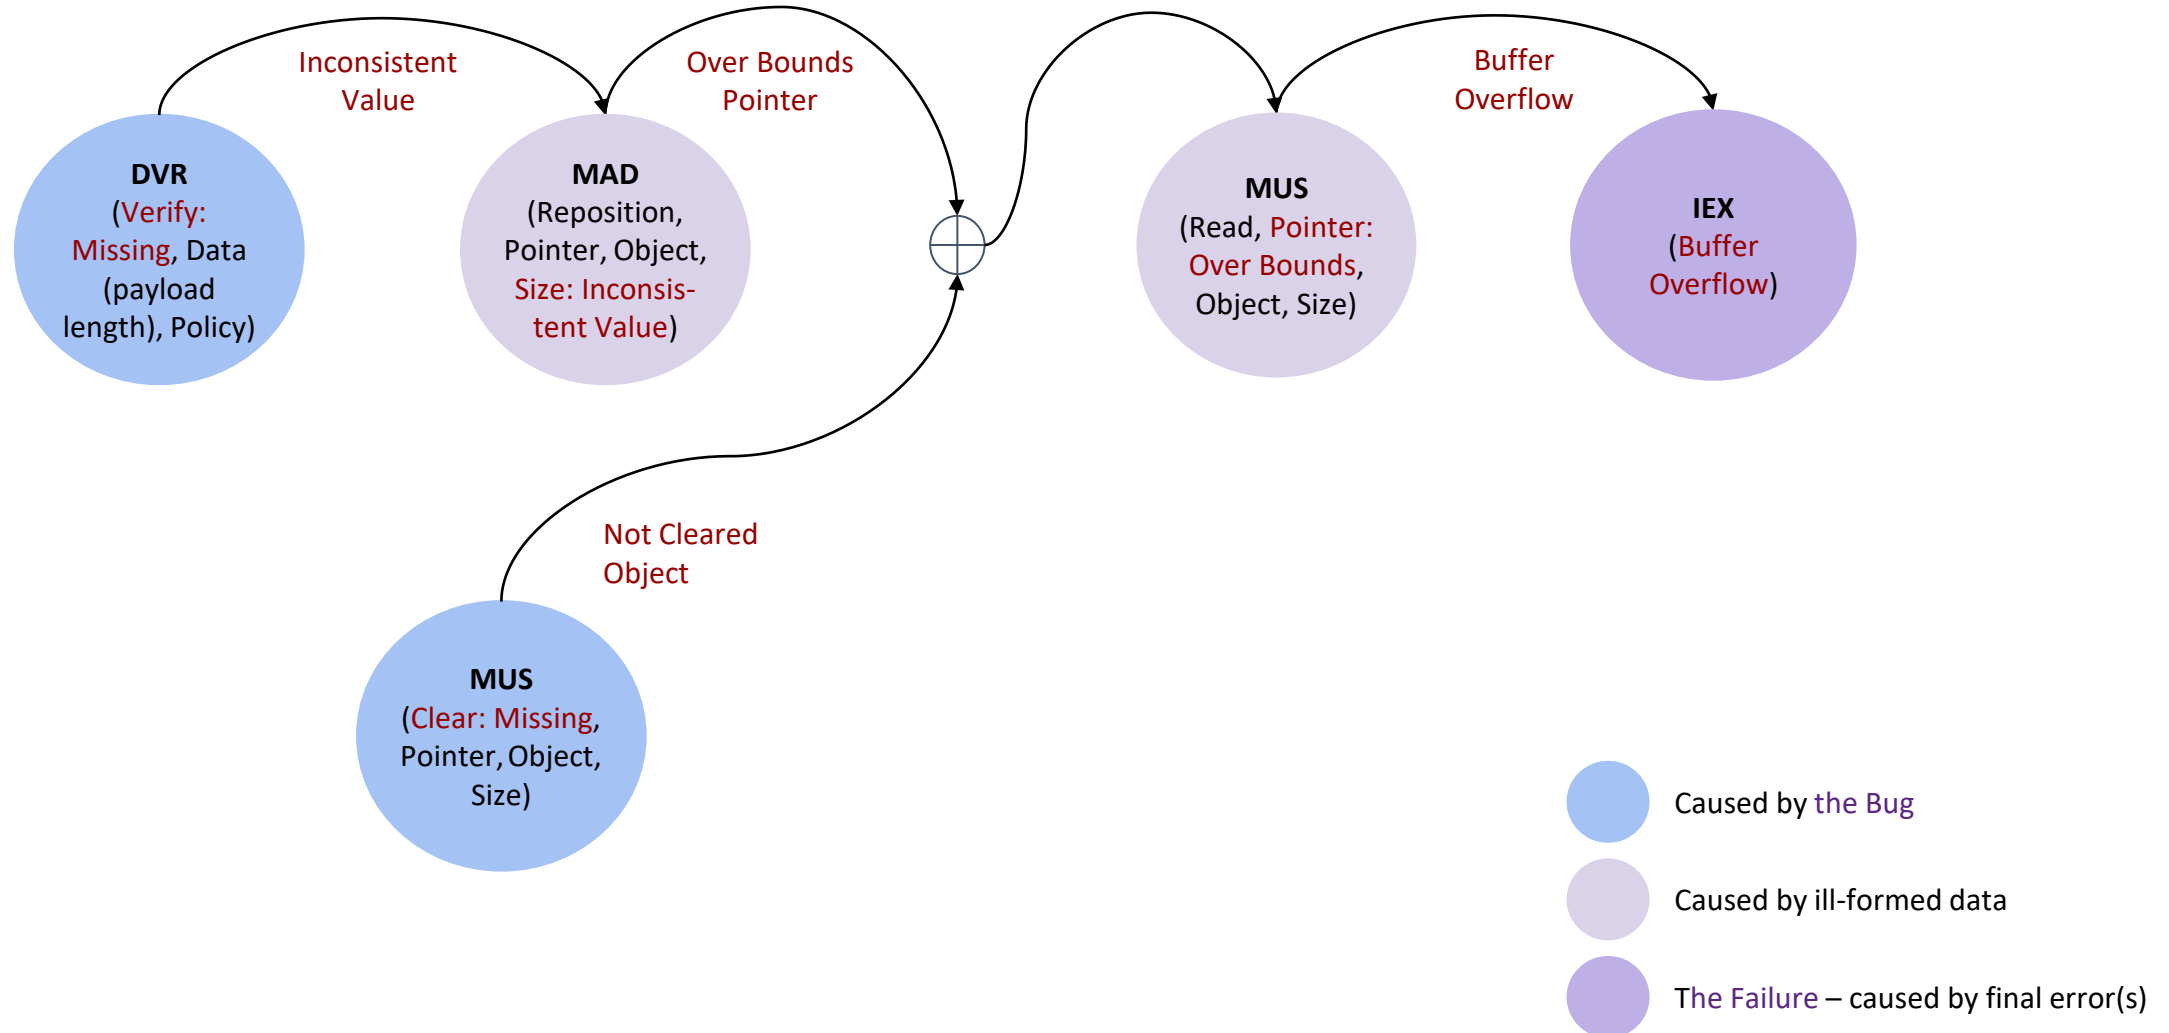 Inconsistent
Value
Over Bounds
Pointer
Buffer
Overflow
DVR
(Verify:
Missing, Data
(payload
length), Policy)
MAD
(Reposition,
Pointer, Object,
Size: Inconsis-
tent Value)
MUS
(Read, Pointer:
Over Bounds,
Object, Size)
IEX
(Buffer
Overflow)
Not Cleared
Object
MUS
(Clear: Missing,
Pointer, Object,
Size)
Caused by the Bug
Caused by ill-formed data
The Failure – caused by final error(s)